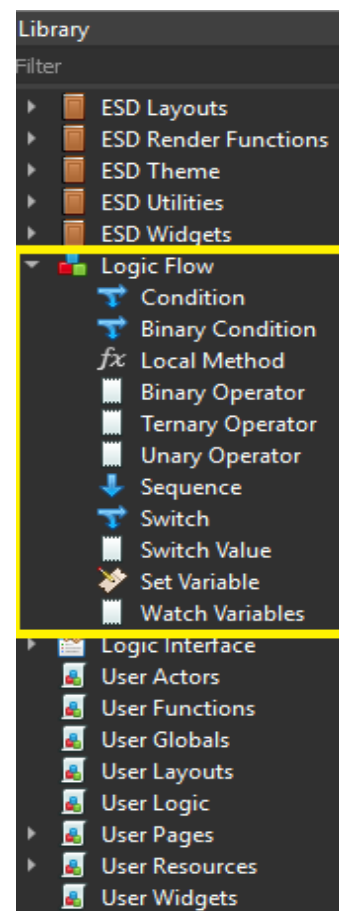 Library
Filter
ESD Layouts
ESD Render Functions
ESD Theme
ESD Utilities
ESD Widgets
Logic Flow
Condition
Binary Condition
fx Local Method
Binary Operator
Ternary Operator
Unary Operator
Sequence
Switch
Switch Value
Set Variable
Watch Variables
Logic Interface
User Actors
User Functions
User Globals
User Layouts
User Logic
User Pages
User Resources
User Widgets